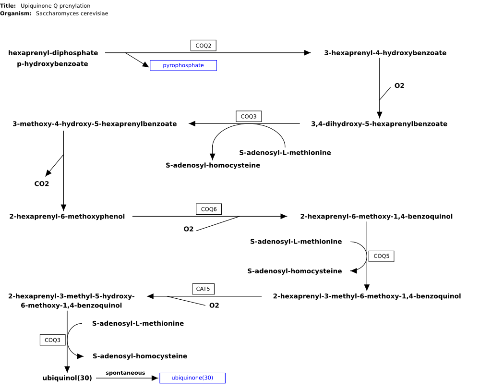 Title: Upiquinone Q prenylation
Organism: Saccharomyces cerevisiae
COQ2
hexaprenyl-diphosphate
3-hexaprenyl-4-hydroxybenzoate
p-hydroxybenzoate
pyrophosphate
O2
COQ3
3-methoxy-4-hydroxy-5-hexaprenylbenzoate
3,4-dihydroxy-5-hexaprenylbenzoate
S-adenosyl-L-methionine
S-adenosyl-homocysteine
CO2
COQ6
2-hexaprenyl-6-methoxyphenol
2-hexaprenyl-6-methoxy-1,4-benzoquinol
O2
S-adenosyl-L-methionine
COQ5
S-adenosyl-homocysteine
CAT5
2-hexaprenyl-3-methyl-5-hydroxy-
6-methoxy-1,4-benzoquinol
2-hexaprenyl-3-methyl-6-methoxy-1,4-benzoquinol
O2
S-adenosyl-L-methionine
COQ3
S-adenosyl-homocysteine
spontaneous
ubiquinol(30)
ubiquinone(30)